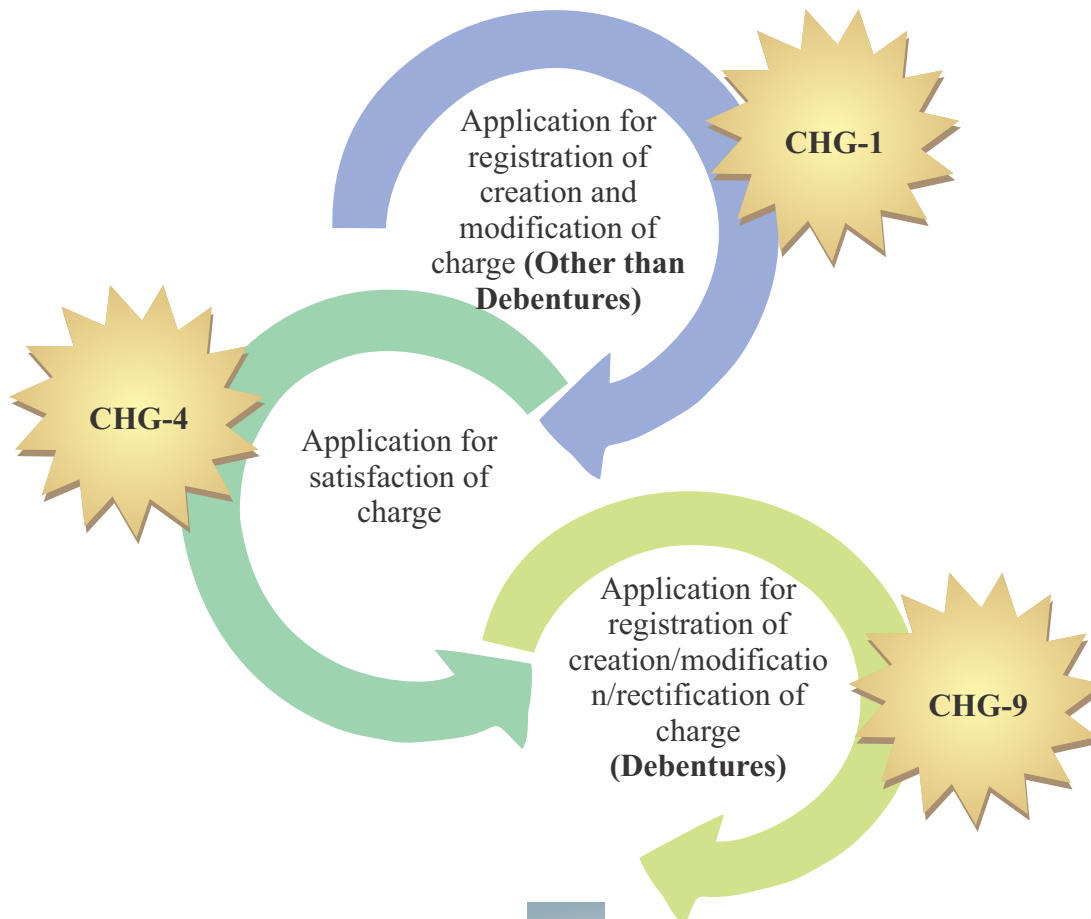 Application for
registration of
creation and
modification of
charge (Other than
Debentures)
CHG-1
CHG-4
Application for
satisfaction of
charge
Application for
registration of
creation/modificatio
n/rectification of
charge
(Debentures)
CHG-9